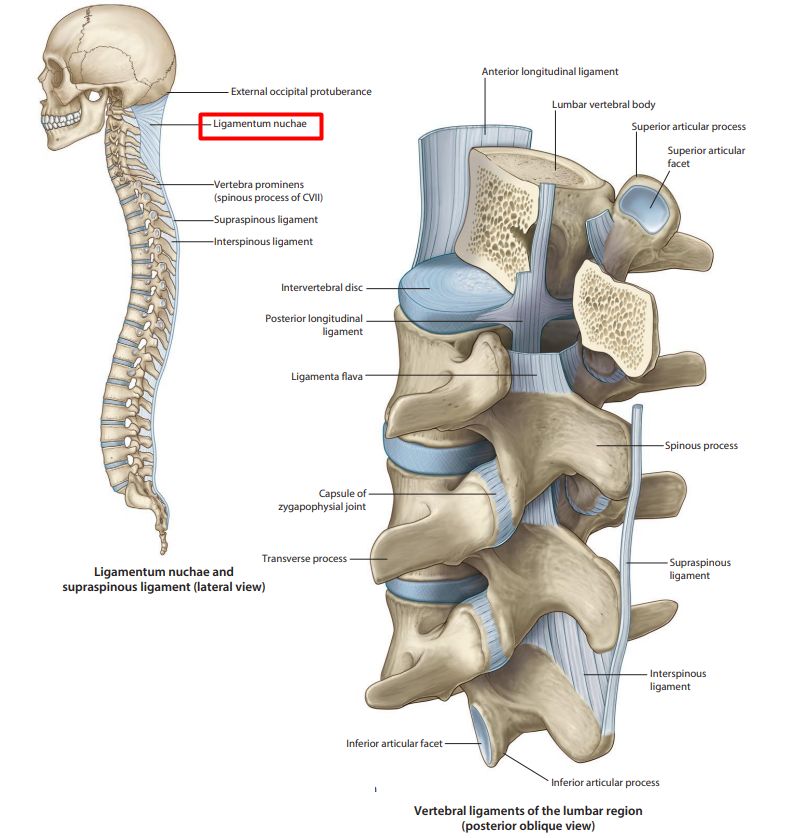 External occipital protuberance
Ligamentum nuchae
Vertebra prominens
(spinous process of CVII)
Supraspinous ligament
Interspinous ligament
Ligamentum nuchae and
supraspinous ligament (lateral view)
Anterior longitudinal ligament
Lumbar vertebral body
Superior articular process
Superior articular
facet
Intervertebral disc
Posterior longitudinal
ligament
Ligamenta flava
Spinous process
Capsule of
zygapophysial joint
Transverse process
Supraspinous
ligament
Interspinous
ligament
Inferior articular facet
Inferior articular process
Vertebral ligaments of the lumbar region
(posterior oblique view)